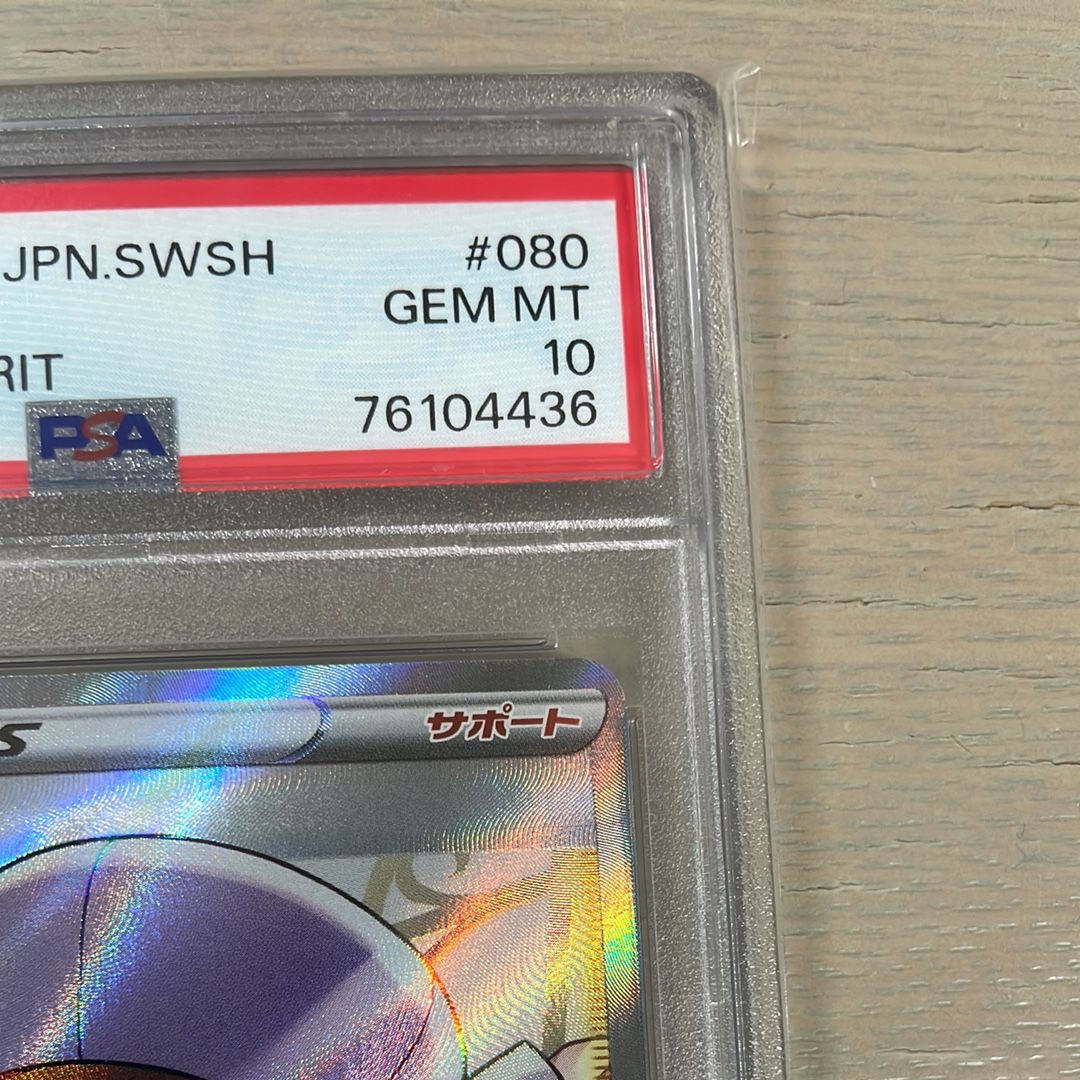 JPN.SWSH #080
GEM MT
RIT 10
PSA 76104436
S サポート